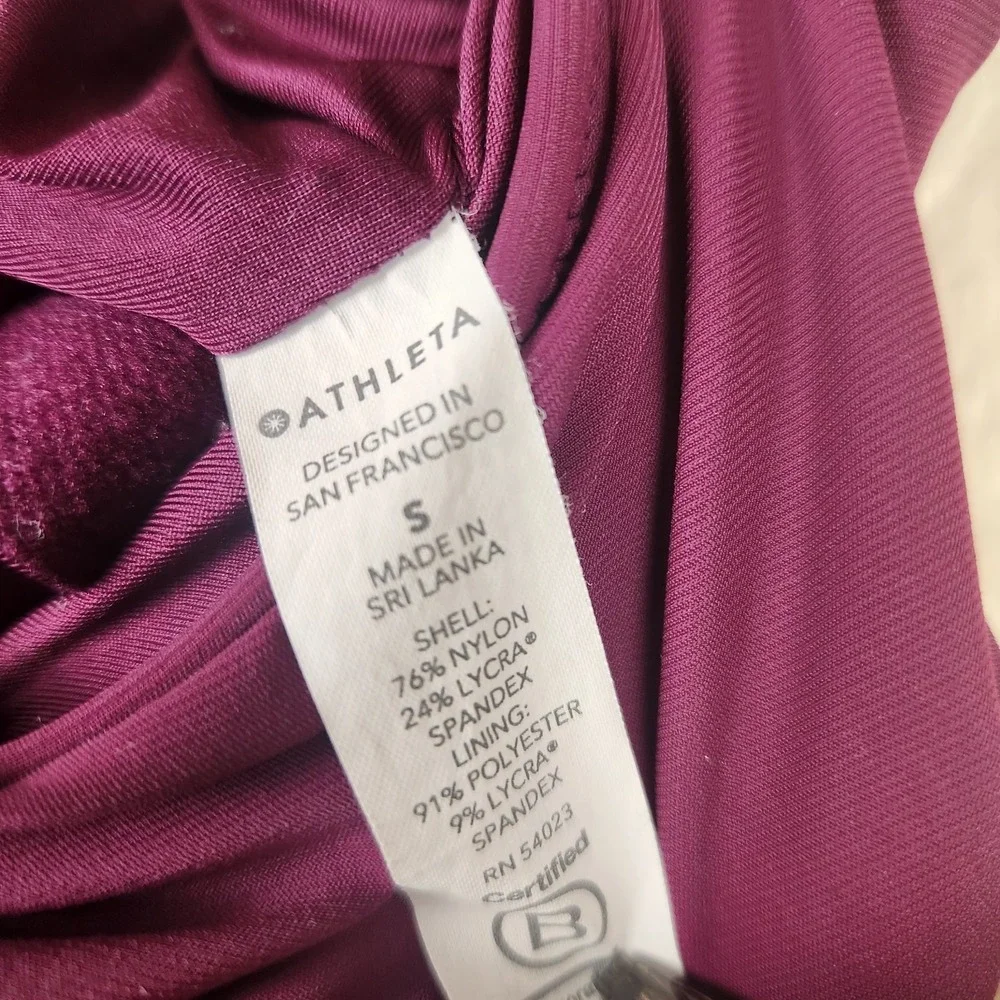 ATHLETA
DESIGNED IN
SAN FRANCISCO
S
MADE IN
SRI LANKA
SHELL:
76% NYLON
24% LYCRA®
SPANDEX
LINING:
91% POLYESTER
9% LYCRA®
SPANDEX
RN 54023
Certified
B